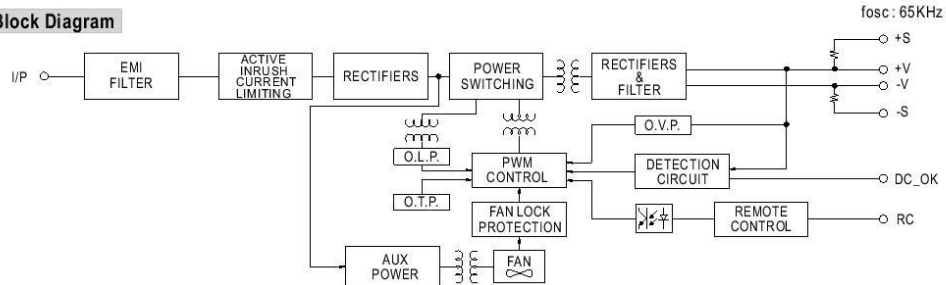 Block Diagram
fosc : 65KHz
I/P
EMI
FILTER
ACTIVE
INRUSH
CURRENT
LIMITING
RECTIFIERS
POWER
SWITCHING
RECTIFIERS
&
FILTER
+S
+V
-V
-S
O.V.P.
O.L.P.
PWM
CONTROL
DETECTION
CIRCUIT
DC_OK
O.T.P.
FAN LOCK
PROTECTION
REMOTE
CONTROL
RC
AUX
POWER
FAN